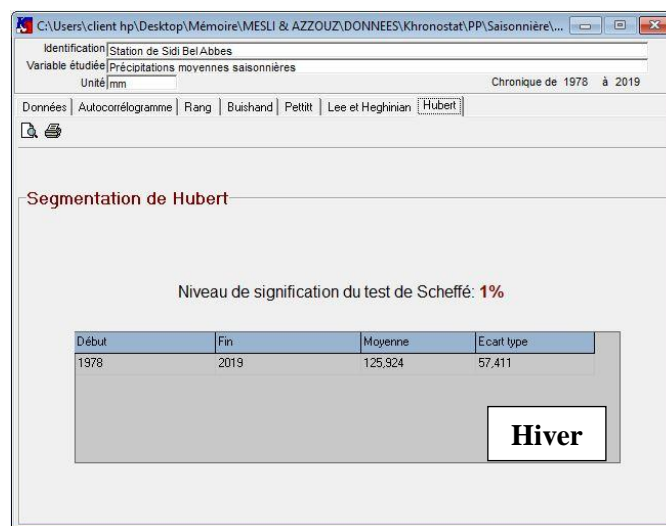 C:\Users\client hp\Desktop\Mémoire\MESLI & AZZOUZ\DONNEES\Khronostat\PP\Saisonnière\...
Identification Station de Sidi Bel Abbes
Variable étudiée Précipitations moyennes saisonnières
Unité mm Chronique de 1978 à 2019
Données Autocorrélogramme Rang Buishand Pettitt Lee et Heghinian Hubert
Segmentation de Hubert
Niveau de signification du test de Scheffé: 1%
Début Fin Moyenne Ecart type
1978 2019 125,924 57,411
Hiver